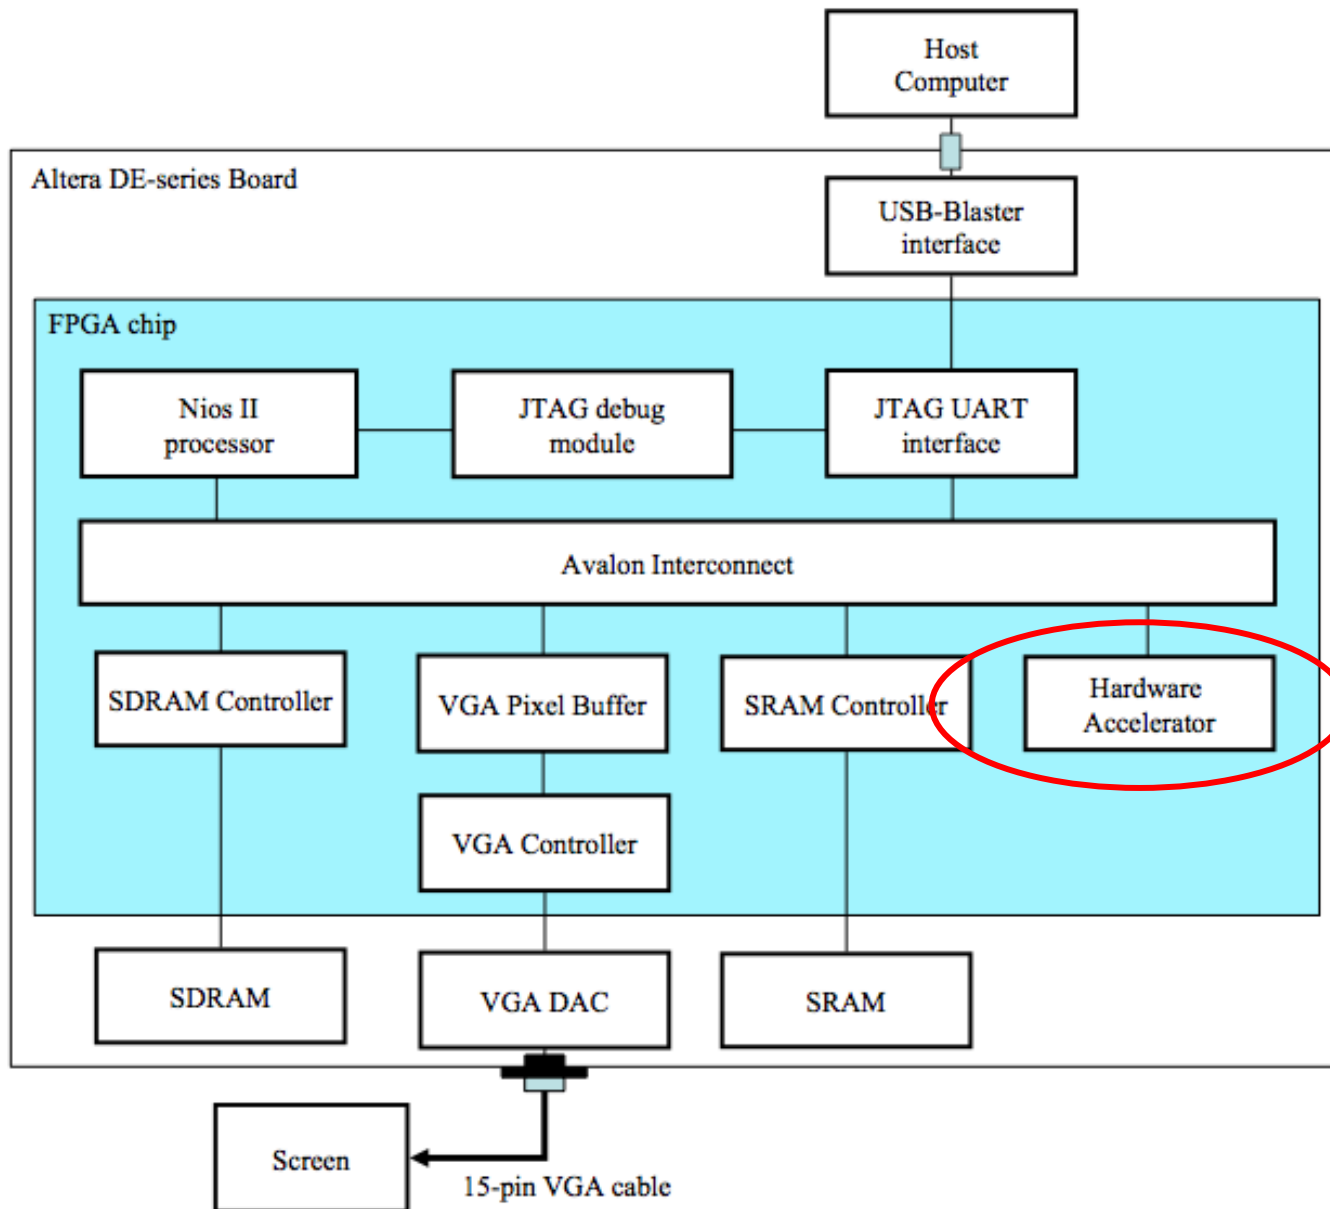 Host
Computer
Altera DE-series Board
USB-Blaster
interface
FPGA chip
Nios II
processor
JTAG debug
module
JTAG UART
interface
Avalon Interconnect
SDRAM Controller
VGA Pixel Buffer
SRAM Controller
Hardware
Accelerator
VGA Controller
SDRAM
VGA DAC
SRAM
Screen
15-pin VGA cable